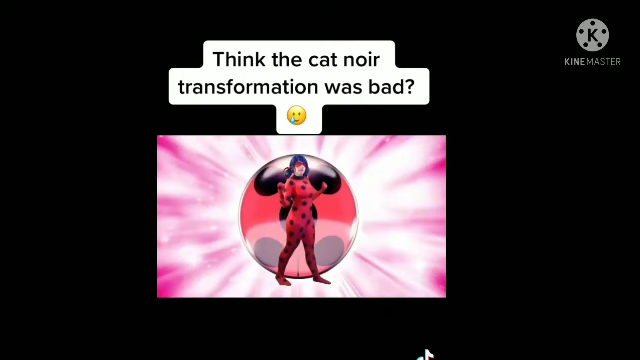 Think the cat noir
transformation was bad?
🥲
K
KINEMASTER